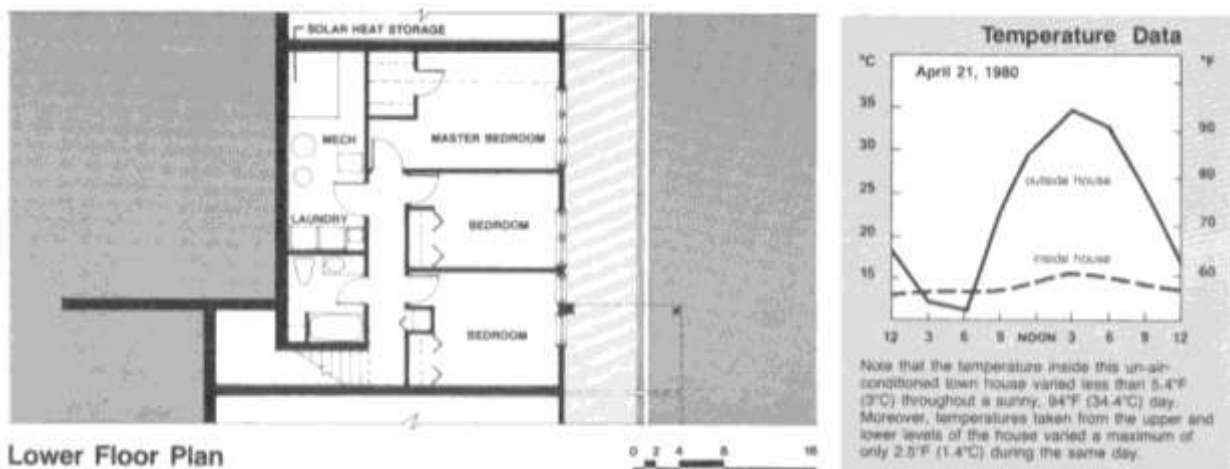 SOLAR HEAT STORAGE
MECH
MASTER BEDROOM
LAUNDRY
BEDROOM
BEDROOM
Lower Floor Plan
0 2 4 8 16
Temperature Data
°C
°F
April 21, 1980
35
30
25
20
15
90
80
70
60
outside house
inside house
12 3 6 9 NOON 3 6 9 12
Note that the temperature inside this un-air-
conditioned town house varied less than 5.4°F
(3°C) throughout a sunny, 94°F (34.4°C) day.
Moreover, temperatures taken from the upper and
lower levels of the house varied a maximum of
only 2.5°F (1.4°C) during the same day.